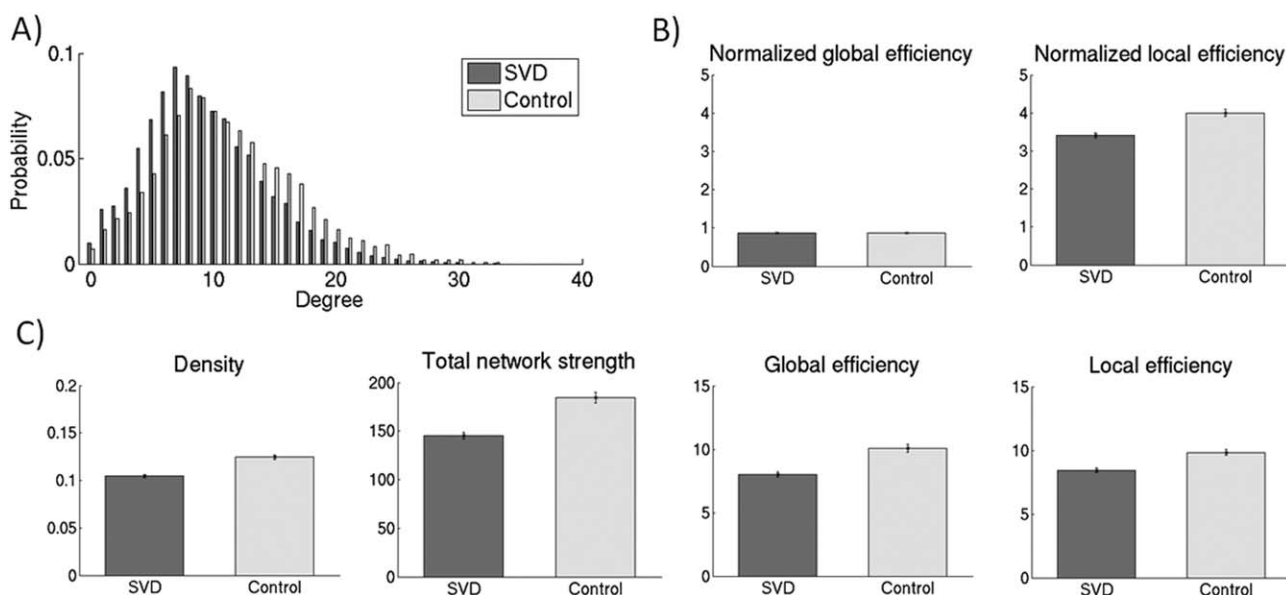 A)
0.1
0.05
0
Probability
0 10 20 30 40
Degree
SVD
Control
B)
Normalized global efficiency
5
4
3
2
1
0
SVD Control
Normalized local efficiency
5
4
3
2
1
0
SVD Control
C)
Density
0.2
0.15
0.1
0.05
0
SVD Control
Total network strength
200
150
100
50
0
SVD Control
Global efficiency
15
10
5
0
SVD Control
Local efficiency
15
10
5
0
SVD Control